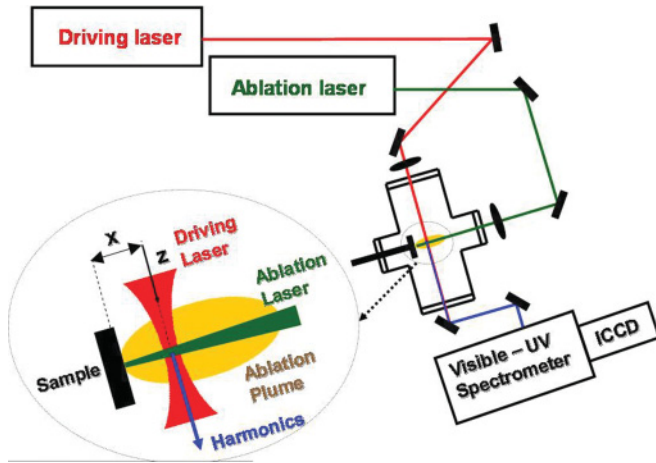 Driving laser
Ablation laser
X
Z
Driving
Laser
Ablation
Laser
Sample
Ablation
Plume
Harmonics
Visible – UV
Spectrometer
ICCD